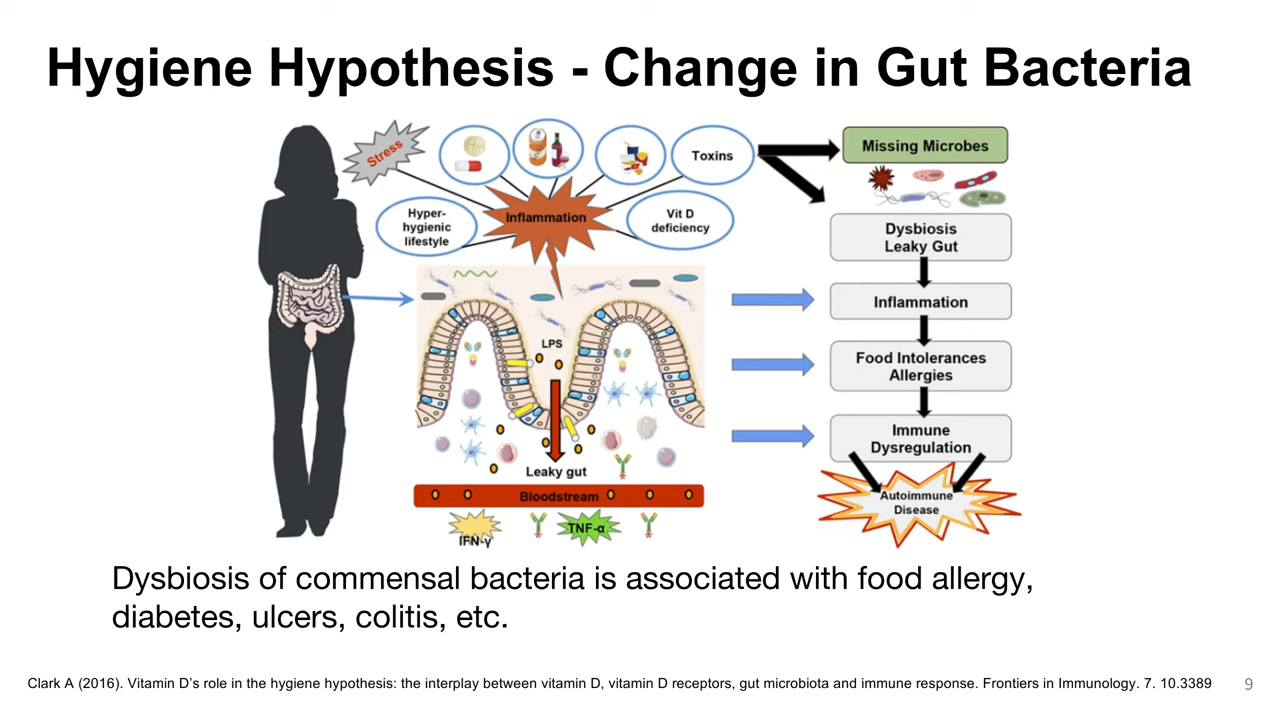 Hygiene Hypothesis - Change in Gut Bacteria
Stress
Toxins
Hyper-
hygienic
lifestyle
Inflammation
Vit D
deficiency
LPS
Leaky gut
Bloodstream
IFN-γ
TNF-α
Missing Microbes
Dysbiosis
Leaky Gut
Inflammation
Food Intolerances
Allergies
Immune
Dysregulation
Autoimmune
Disease
Dysbiosis of commensal bacteria is associated with food allergy,
diabetes, ulcers, colitis, etc.
Clark A (2016). Vitamin D’s role in the hygiene hypothesis: the interplay between vitamin D, vitamin D receptors, gut microbiota and immune response. Frontiers in Immunology. 7. 10.3389
9